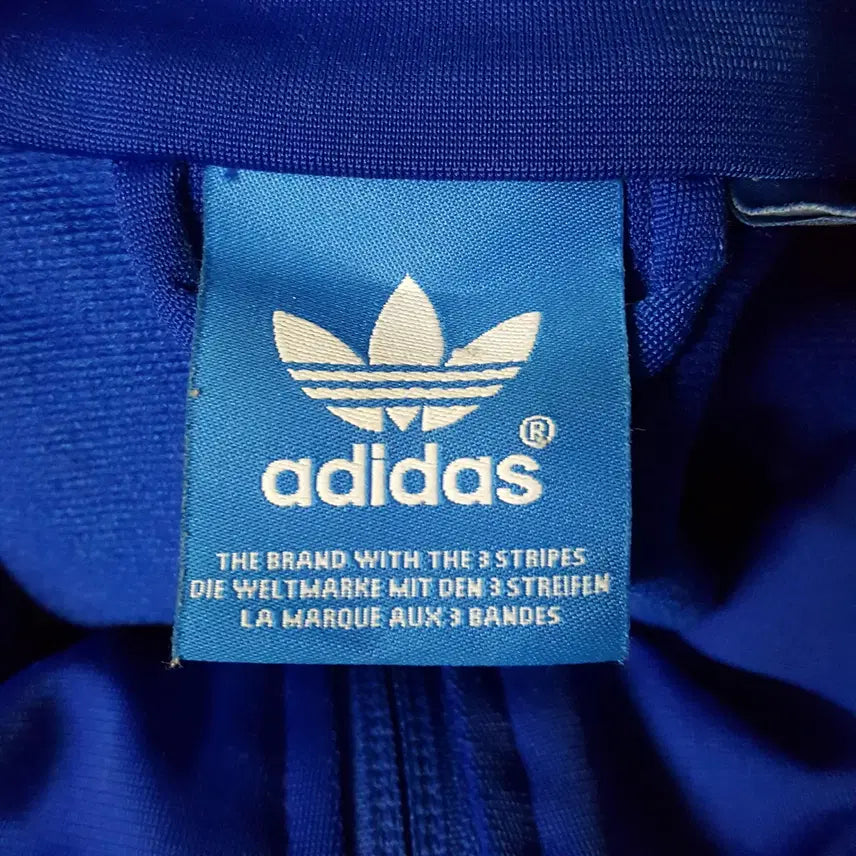 ®
adidas
THE BRAND WITH THE 3 STRIPES
DIE WELTMARKE MIT DEN 3 STREIFEN
LA MARQUE AUX 3 BANDES